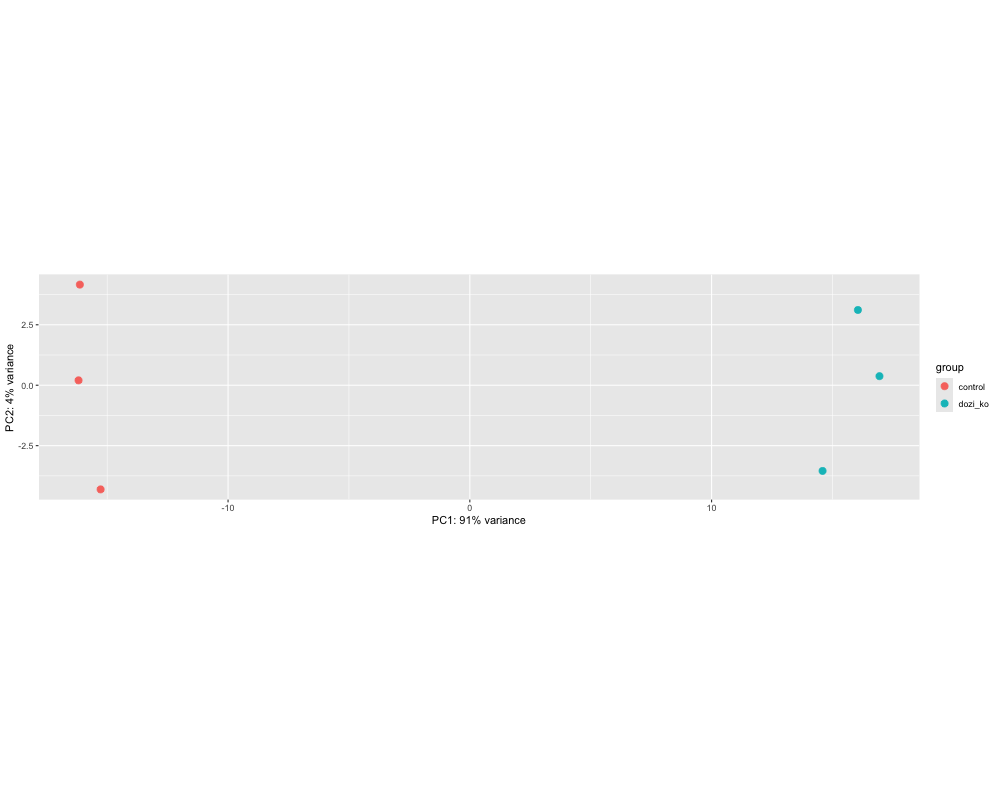 2.5
0.0
-2.5
PC2: 4% variance
-10
0
10
PC1: 91% variance
group
control
dozi_ko